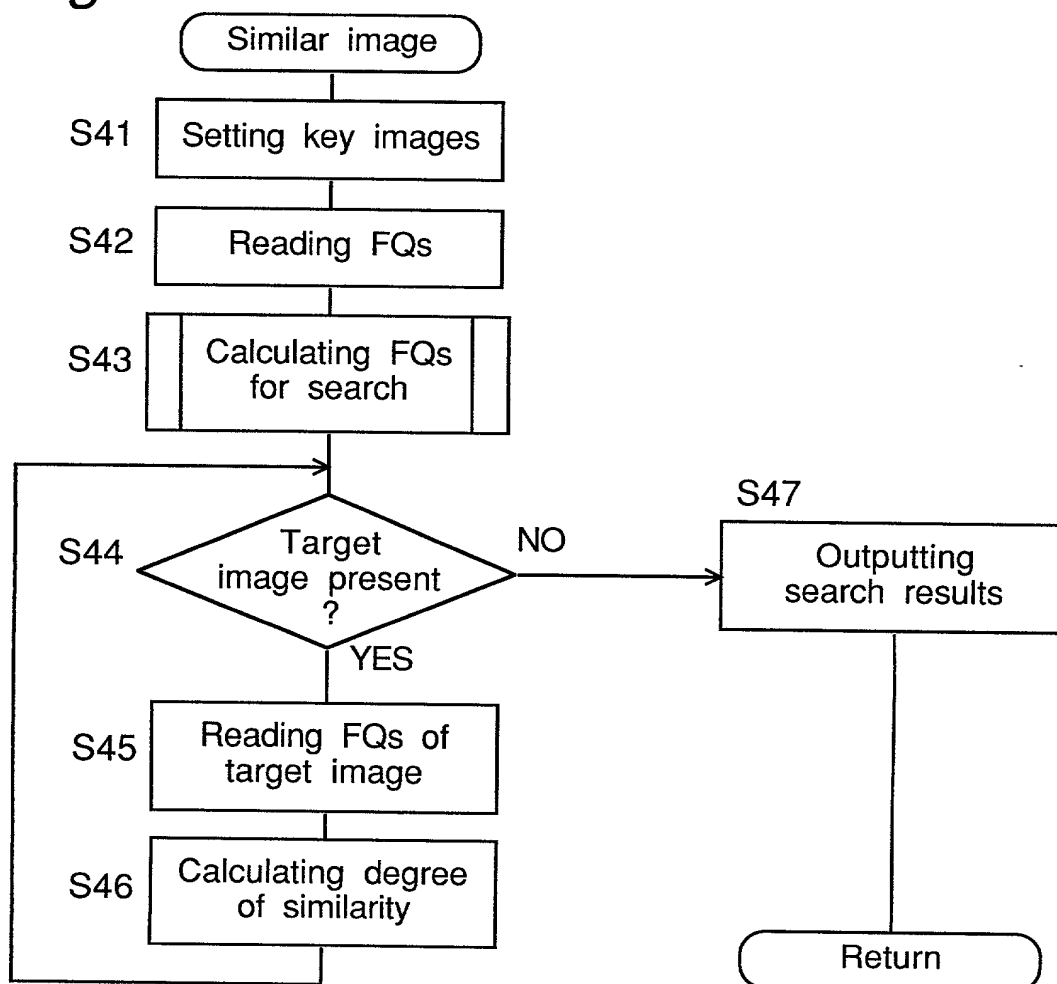 Similar image
S41
Setting key images
S42
Reading FQs
S43
Calculating FQs
for search
S44
Target
image present
?
NO
YES
S45
Reading FQs of
target image
S46
Calculating degree
of similarity
S47
Outputting
search results
Return